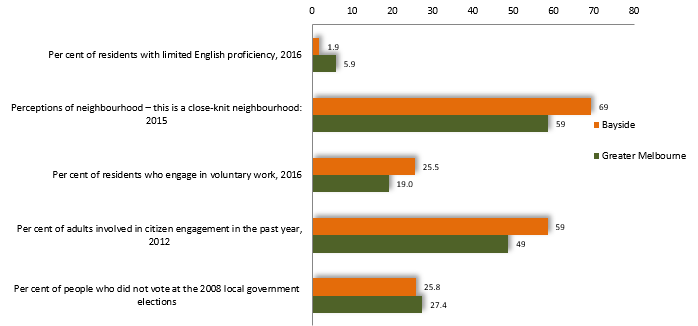 0 10 20 30 40 50 60 70 80
Per cent of residents with limited English proficiency, 2016
1.9
5.9
Perceptions of neighbourhood – this is a close-knit neighbourhood:
2015
69
59
Bayside
Greater Melbourne
Per cent of residents who engage in voluntary work, 2016
25.5
19.0
Per cent of adults involved in citizen engagement in the past year,
2012
59
49
Per cent of people who did not vote at the 2008 local government
elections
25.8
27.4